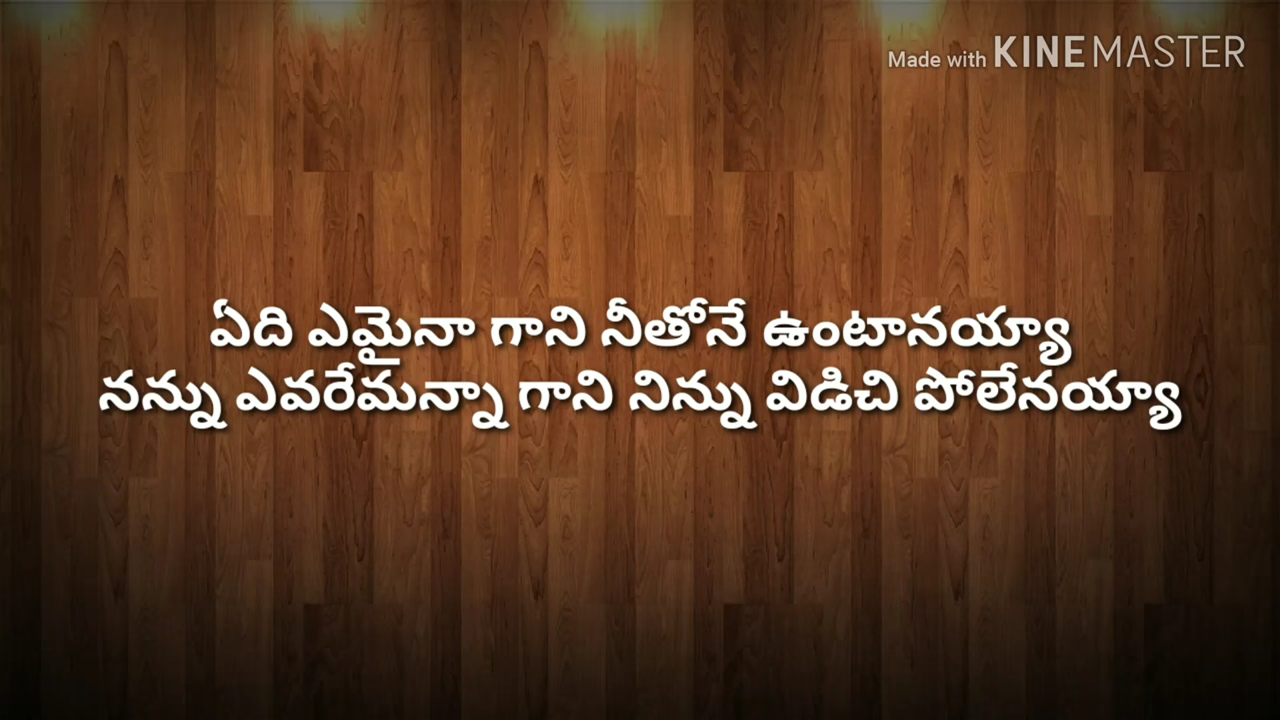 Made with KINEMASTER
ఏది ఎమైనా గాని నీతోనే ఉంటానయ్యా
నన్ను ఎవరేమన్నా గాని నిన్ను విడిచి పోలేనయ్యా